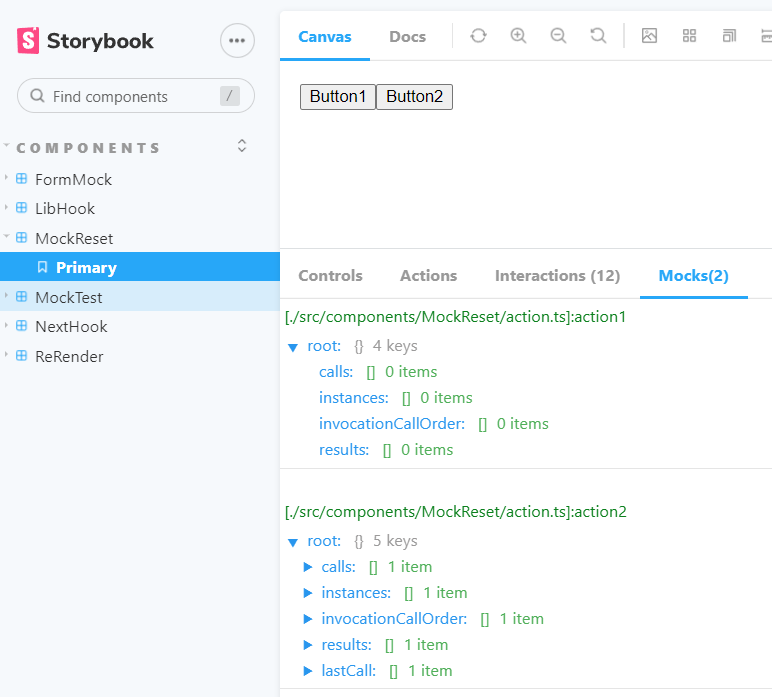 Storybook
Find components /
COMPONENTS
FormMock
LibHook
MockReset
Primary
MockTest
NextHook
ReRender
Canvas Docs
Button1 Button2
Controls Actions Interactions (12) Mocks(2)
[./src/components/MockReset/action.ts]:action1
root: {} 4 keys
calls: [] 0 items
instances: [] 0 items
invocationCallOrder: [] 0 items
results: [] 0 items
[./src/components/MockReset/action.ts]:action2
root: {} 5 keys
calls: [] 1 item
instances: [] 1 item
invocationCallOrder: [] 1 item
results: [] 1 item
lastCall: [] 1 item